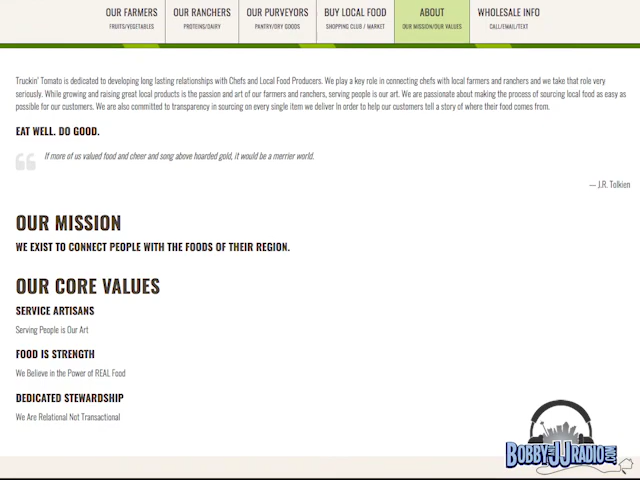 OUR FARMERS
FRUITS/VEGETABLES
OUR RANCHERS
PROTEINS/DAIRY
OUR PURVEYORS
PANTRY/DRY GOODS
BUY LOCAL FOOD
SHOPPING CLUB / MARKET
ABOUT
OUR MISSION/OUR VALUES
WHOLESALE INFO
CALL/EMAIL/TEXT
Truckin' Tomato is dedicated to developing long lasting relationships with Chefs and Local Food Producers. We play a key role in connecting chefs with local farmers and ranchers and we take that role very
seriously. While growing and raising great local products is the passion and art of our farmers and ranchers, serving people is our art. We are passionate about making the process of sourcing local food as easy as
possible for our customers. We are also committed to transparency in sourcing on every single item we deliver In order to help our customers tell a story of where their food comes from.
EAT WELL. DO GOOD.
If more of us valued food and cheer and song above hoarded gold, it would be a merrier world.
— J.R. Tolkien
OUR MISSION
WE EXIST TO CONNECT PEOPLE WITH THE FOODS OF THEIR REGION.
OUR CORE VALUES
SERVICE ARTISANS
Serving People is Our Art
FOOD IS STRENGTH
We Believe in the Power of REAL Food
DEDICATED STEWARDSHIP
We Are Relational Not Transactional
BOBBY AND JJ RADIO.COM